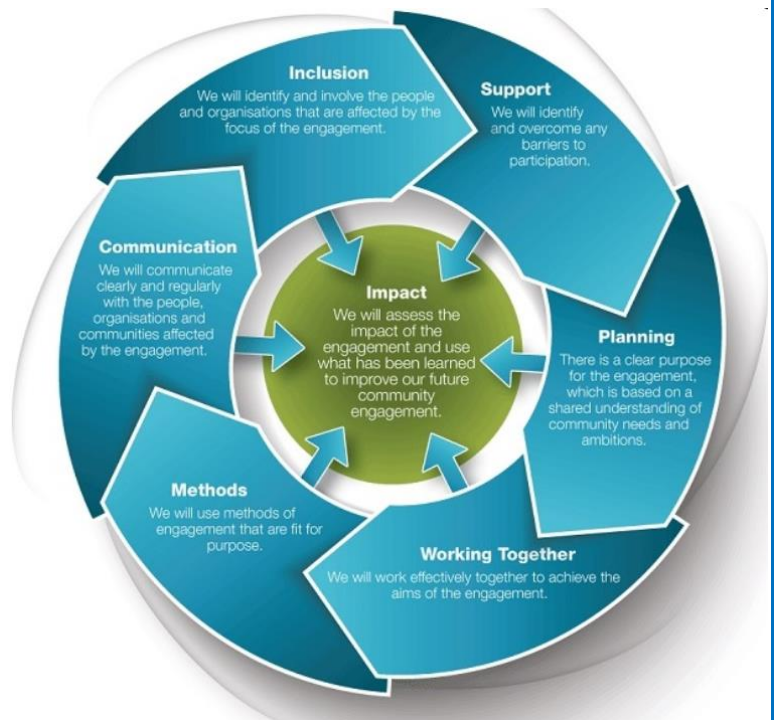 Inclusion
We will identify and involve the people
and organisations that are affected by the
focus of the engagement.
Support
We will identify
and overcome any
barriers to
participation.
Planning
There is a clear purpose
for the engagement,
which is based on a
shared understanding of
community needs and
ambitions.
Working Together
We will work effectively together to achieve the
aims of the engagement.
Methods
We will use methods of
engagement that are fit for
purpose.
Communication
We will communicate
clearly and regularly
with the people,
organisations and
communities affected
by the engagement.
Impact
We will assess the
impact of the
engagement and use
what has been learned
to improve our future
community
engagement.